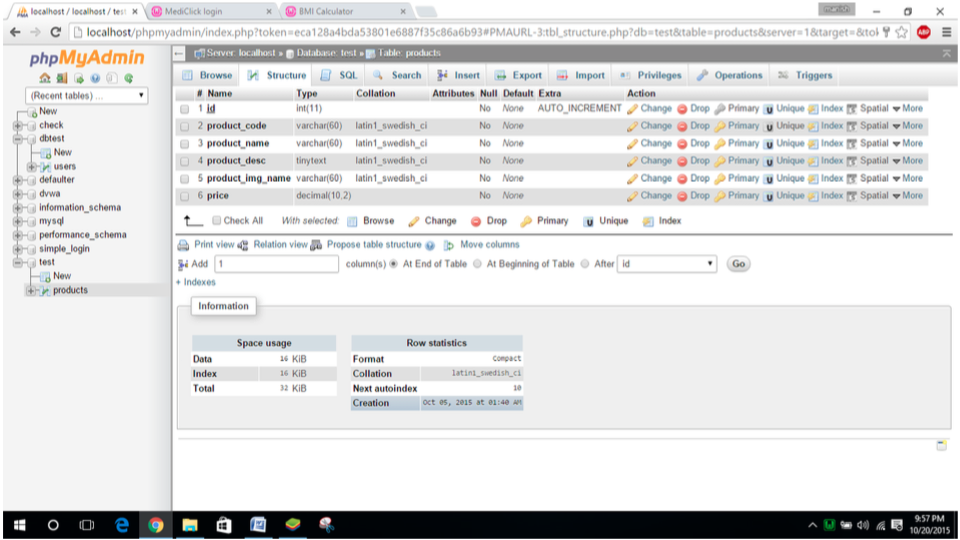 localhost / localhost / test
MediClick login
BMI Calculator
localhost/phpmyadmin/index.php?token=eca128a4bda53801e6887f35c86a6b93#PMAURL-3:tbl_structure.php?db=test&table=products&server=1&target=&tok
ABP
phpMyAdmin
(Recent tables) ...
New
check
dbtest
New
users
defaulter
dvwa
information_schema
mysql
performance_schema
simple_login
test
New
products
Server: localhost » Database: test » Table: products
Browse Structure SQL Search Insert Export Import Privileges Operations Triggers
# Name Type Collation Attributes Null Default Extra Action
1 id int(11) No None AUTO_INCREMENT Change Drop Primary Unique Index Spatial More
2 product_code varchar(60) latin1_swedish_ci No None Change Drop Primary Unique Index Spatial More
3 product_name varchar(60) latin1_swedish_ci No None Change Drop Primary Unique Index Spatial More
4 product_desc tinytext latin1_swedish_ci No None Change Drop Primary Unique Index Spatial More
5 product_img_name varchar(60) latin1_swedish_ci No None Change Drop Primary Unique Index Spatial More
6 price decimal(10,2) No None Change Drop Primary Unique Index Spatial More
Check All With selected: Browse Change Drop Primary Unique Index
Print view Relation view Propose table structure Move columns
Add 1 column(s) At End of Table At Beginning of Table After id Go
+ Indexes
Information
Space usage
Data 16 KiB
Index 16 KiB
Total 32 KiB
Row statistics
Format Compact
Collation latin1_swedish_ci
Next autoindex 10
Creation Oct 05, 2015 at 01:40 AM
9:57 PM
10/20/2015